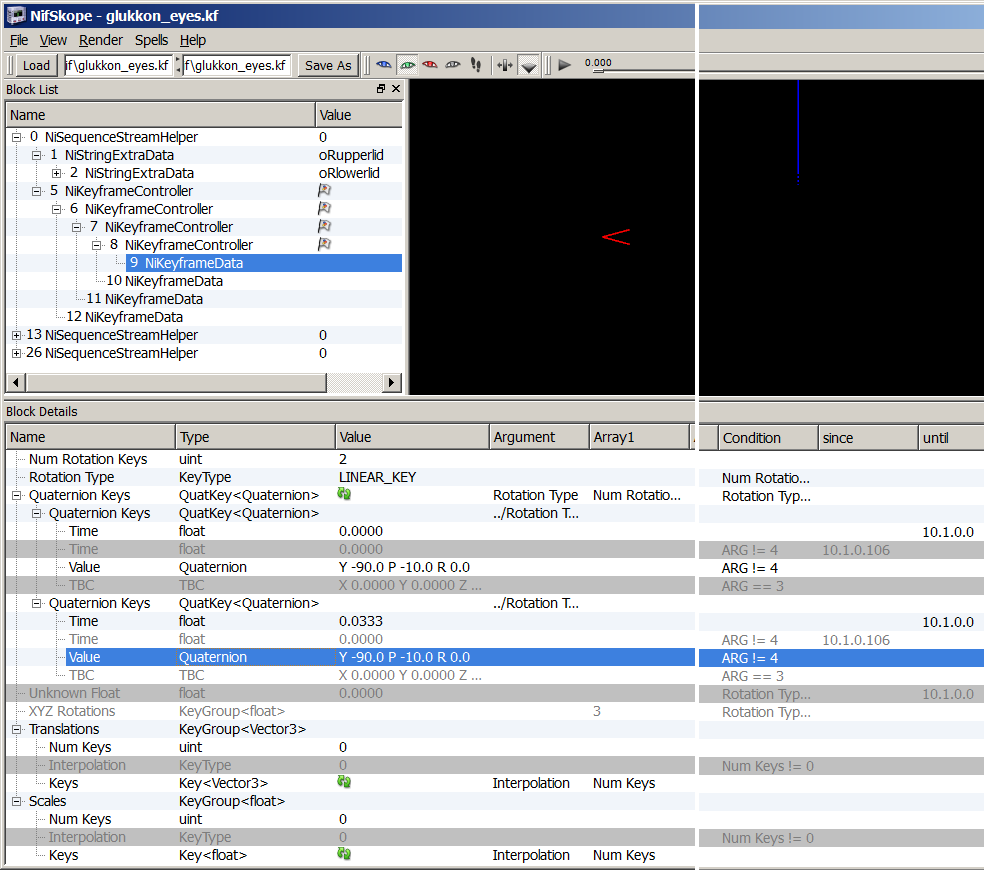 NifSkope - glukkon_eyes.kf
File View Render Spells Help
Load if\glukkon_eyes.kf f\glukkon_eyes.kf Save As 0.000
Block List
Name Value
0 NiSequenceStreamHelper 0
1 NiStringExtraData oRupperlid
2 NiStringExtraData oRlowerlid
5 NiKeyframeController
6 NiKeyframeController
7 NiKeyframeController
8 NiKeyframeController
9 NiKeyframeData
10 NiKeyframeData
11 NiKeyframeData
12 NiKeyframeData
13 NiSequenceStreamHelper 0
26 NiSequenceStreamHelper 0
Block Details
Name Type Value Argument Array1 Condition since until
Num Rotation Keys uint 2
Rotation Type KeyType LINEAR_KEY Num Rotatio...
Quaternion Keys QuatKey<Quaternion> Rotation Type Num Rotatio... Rotation Typ...
Quaternion Keys QuatKey<Quaternion> ../Rotation T...
Time float 0.0000 10.1.0.0
Time float 0.0000 ARG != 4 10.1.0.106
Value Quaternion Y -90.0 P -10.0 R 0.0 ARG != 4
TBC TBC X 0.0000 Y 0.0000 Z ... ARG == 3
Quaternion Keys QuatKey<Quaternion> ../Rotation T...
Time float 0.0333 10.1.0.0
Time float 0.0000 ARG != 4 10.1.0.106
Value Quaternion Y -90.0 P -10.0 R 0.0 ARG != 4
TBC TBC X 0.0000 Y 0.0000 Z ... ARG == 3
Unknown Float float 0.0000 Rotation Typ... 10.1.0.0
XYZ Rotations KeyGroup<float> 3 Rotation Typ...
Translations KeyGroup<Vector3>
Num Keys uint 0
Interpolation KeyType 0 Num Keys != 0
Keys Key<Vector3> Interpolation Num Keys
Scales KeyGroup<float>
Num Keys uint 0
Interpolation KeyType 0 Num Keys != 0
Keys Key<float> Interpolation Num Keys